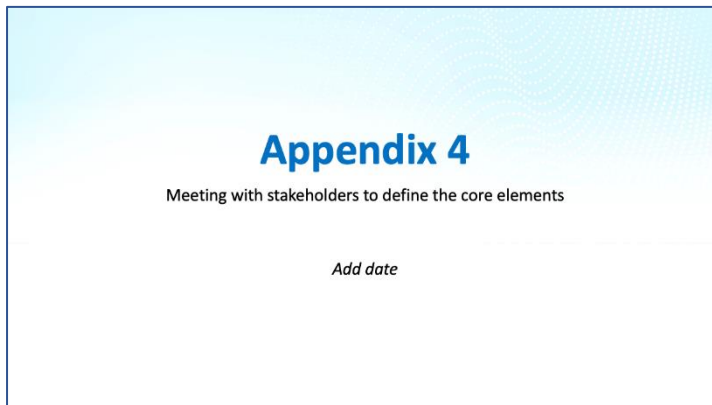 Appendix 4
Meeting with stakeholders to define the core elements
Add date